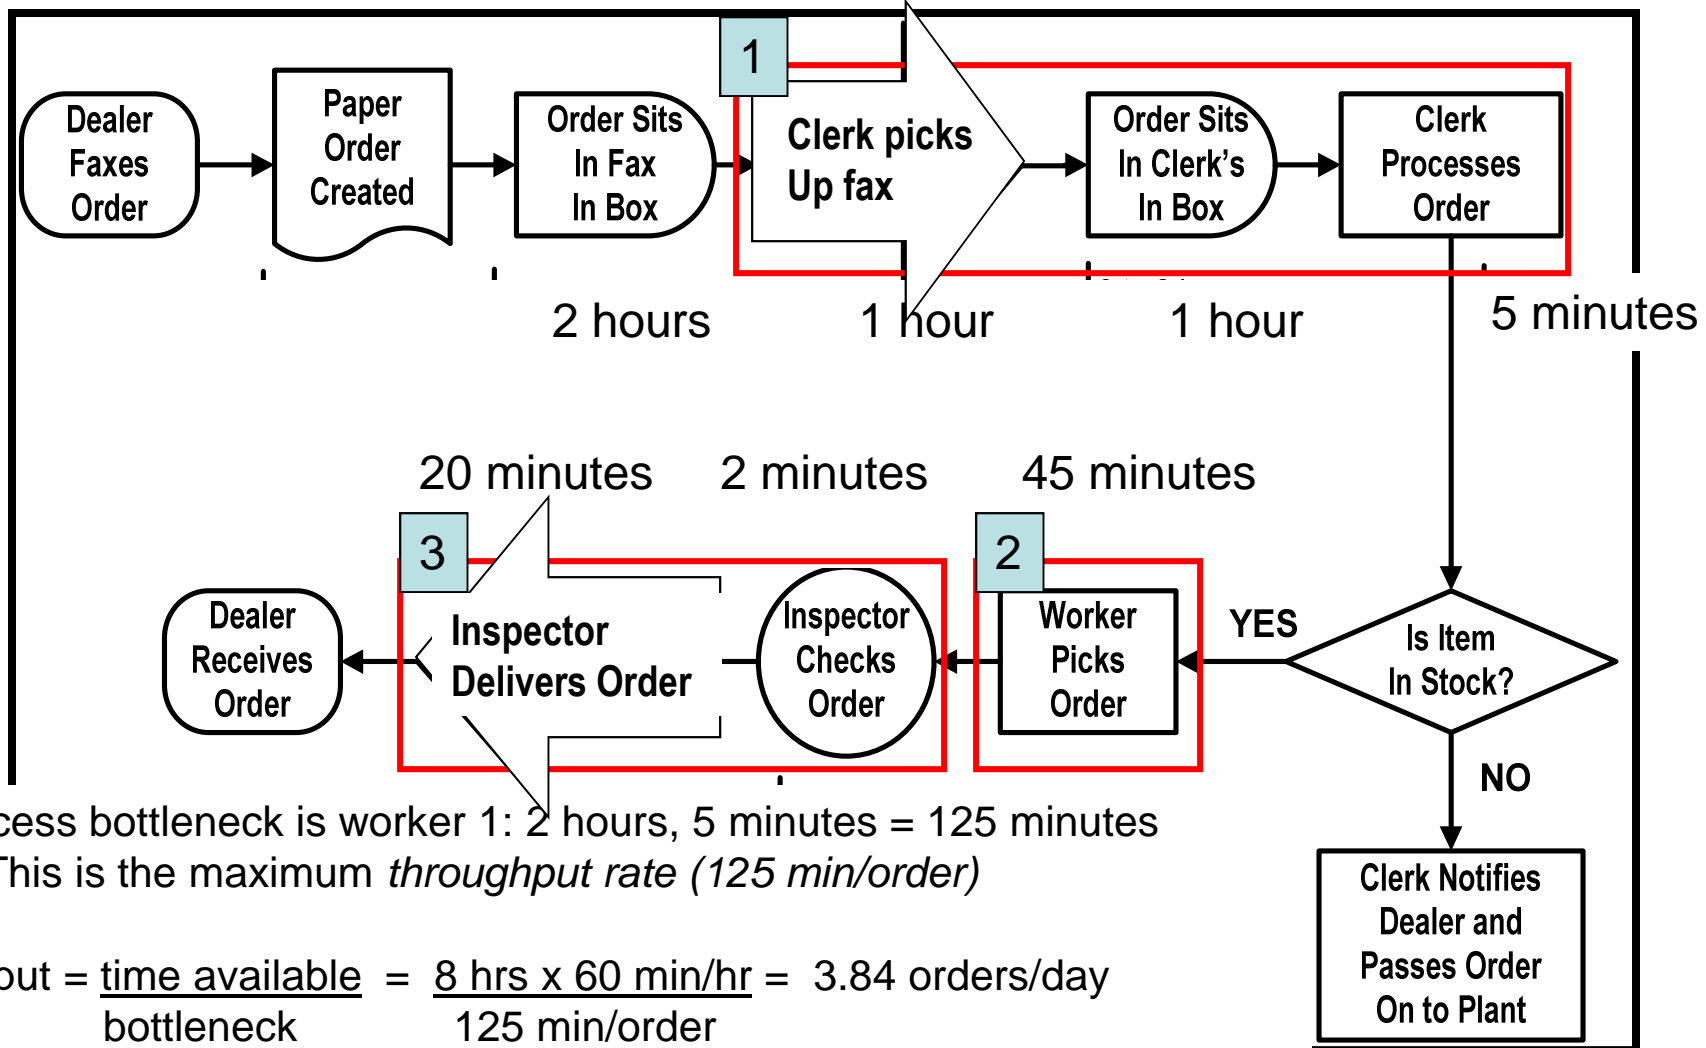 1
Dealer
Faxes
Order
Paper
Order
Created
Order Sits
In Fax
In Box
Clerk picks
Up fax
Order Sits
In Clerk's
In Box
Clerk
Processes
Order
2 hours
1 hour
1 hour
5 minutes
20 minutes
2 minutes
45 minutes
3
2
Dealer
Receives
Order
Inspector
Delivers Order
Inspector
Checks
Order
Worker
Picks
Order
YES
Is Item
In Stock?
NO
Clerk Notifies
Dealer and
Passes Order
On to Plant
cess bottleneck is worker 1: 2 hours, 5 minutes = 125 minutes
This is the maximum throughput rate (125 min/order)
out = time available = 8 hrs x 60 min/hr = 3.84 orders/day
bottleneck 125 min/order